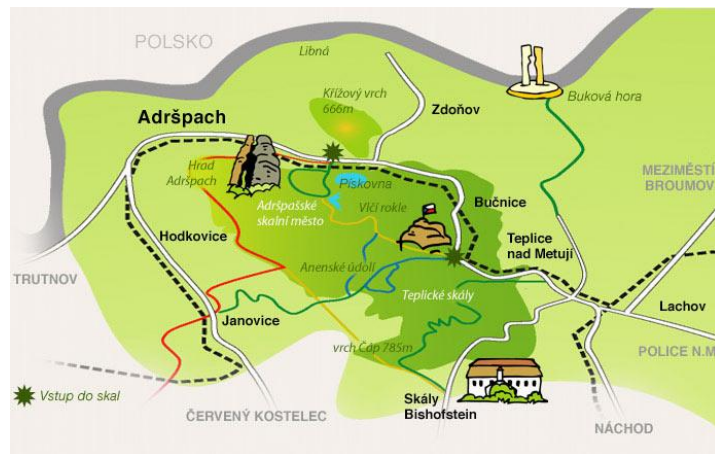 POLSKO
Libná
Křížový vrch
666m
Zdoňov
Buková hora
Adršpach
MEZIMĚSTÍ
BROUMOV
Hrad
Adršpach
Pískovna
Adršpašské
skalní město
Vlčí rokle
Bučnice
Hodkovice
Teplice
nad Metují
TRUTNOV
Anenské údolí
Teplické skály
Lachov
Janovice
vrch Čáp 785m
POLICE N.M
Vstup do skal
Skály
Bishofstein
ČERVENÝ KOSTELEC
NÁCHOD